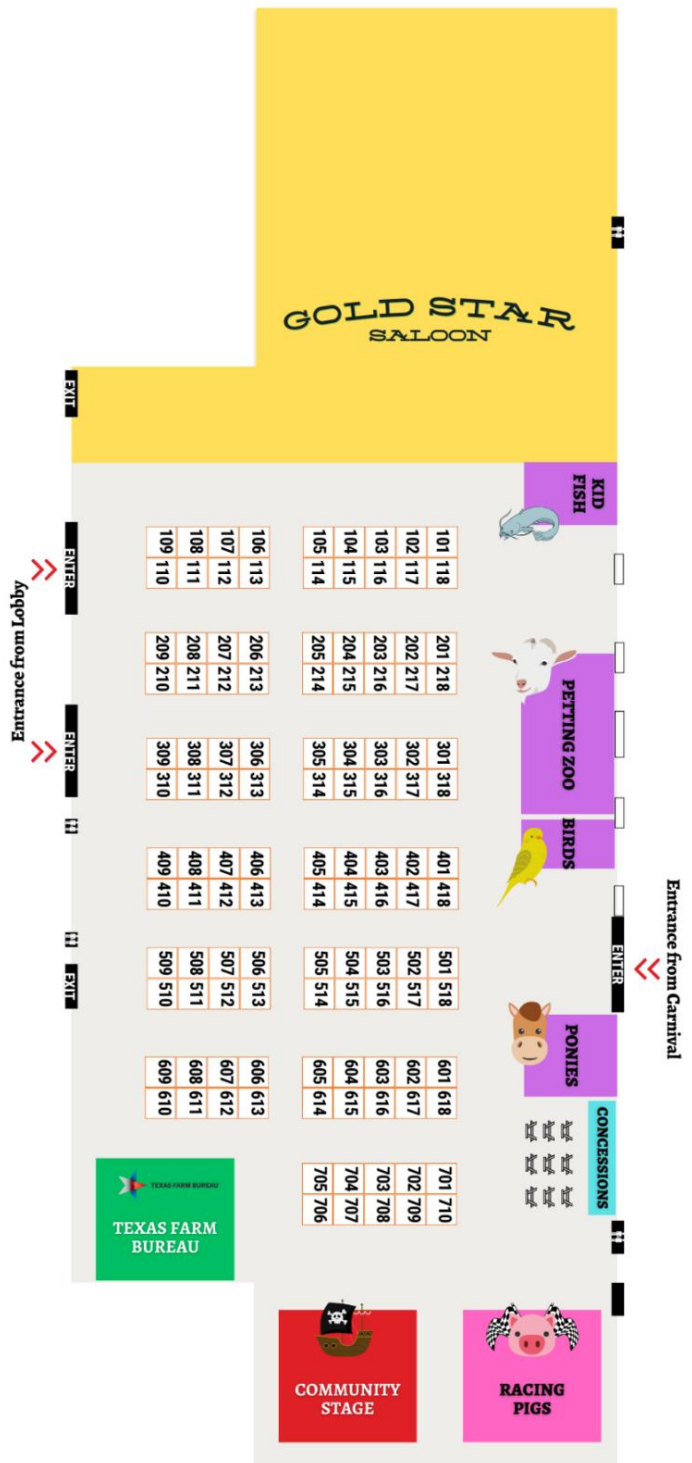 GOLD STAR
SALOON
EXIT
KID
FISH
ENTER
Entrance from Lobby
109 108 107 106 105 104 103 102 101
110 111 112 113 114 115 116 117 118
209 208 207 206 205 204 203 202 201
210 211 212 213 214 215 216 217 218
PETTING ZOO
ENTER
309 308 307 306 305 304 303 302 301
310 311 312 313 314 315 316 317 318
BIRDS
409 408 407 406 405 404 403 402 401
410 411 412 413 414 415 416 417 418
Entrance from Carnival
ENTER
EXIT
509 508 507 506 505 504 503 502 501
510 511 512 513 514 515 516 517 518
PONIES
609 608 607 606 605 604 603 602 601
610 611 612 613 614 615 616 617 618
CONCESSIONS
705 704 703 702 701
706 707 708 709 710
TEXAS FARM BUREAU
TEXAS FARM
BUREAU
COMMUNITY
STAGE
RACING
PIGS